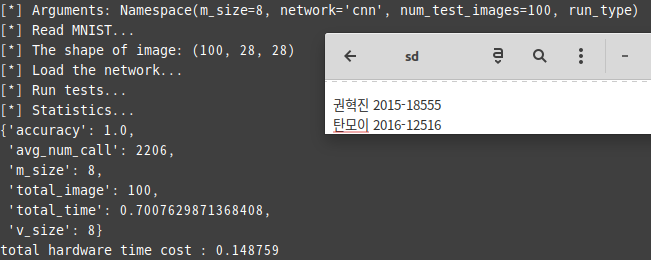 [*] Arguments: Namespace(m_size=8, network='cnn', num_test_images=100, run_type)
[*] Read MNIST...
[*] The shape of image: (100, 28, 28)
[*] Load the network...
[*] Run tests...
[*] Statistics...
{'accuracy': 1.0,
'avg_num_call': 2206,
'm_size': 8,
'total_image': 100,
'total_time': 0.7007629871368408,
'v_size': 8}
total hardware time cost : 0.148759
sd
권혁진 2015-18555
탄모이 2016-12516